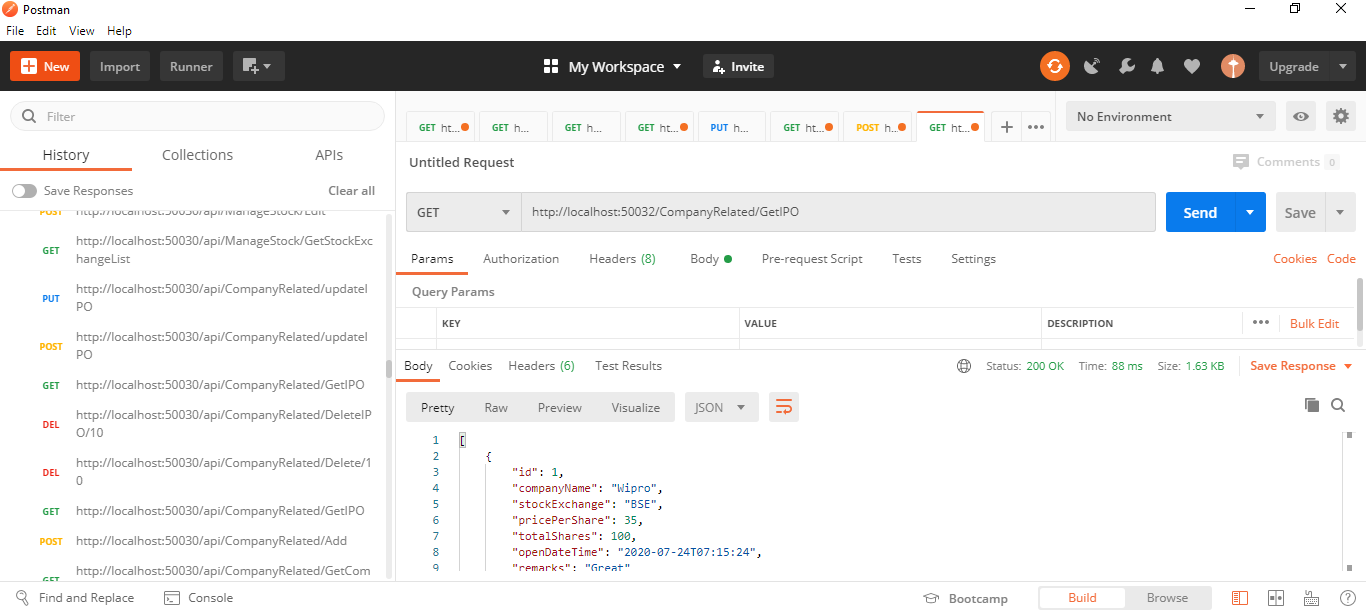 Postman
File Edit View Help
New Import Runner My Workspace Invite Upgrade
Filter
History Collections APIs
Save Responses Clear all
POST http://localhost:50030/api/ManageStock/Edit
GET http://localhost:50030/api/ManageStock/GetStockExc
hangeList
PUT http://localhost:50030/api/CompanyRelated/updateI
PO
POST http://localhost:50030/api/CompanyRelated/updateI
PO
GET http://localhost:50030/api/CompanyRelated/GetIPO
DEL http://localhost:50030/api/CompanyRelated/DeleteIP
O/10
DEL http://localhost:50030/api/CompanyRelated/Delete/1
0
GET http://localhost:50030/api/CompanyRelated/GetIPO
POST http://localhost:50030/api/CompanyRelated/Add
GET http://localhost:50030/api/CompanyRelated/GetCom
GET ht... GET h... GET h... GET ht... PUT h... GET ht... POST h... GET ht... No Environment
Untitled Request Comments 0
GET http://localhost:50032/CompanyRelated/GetIPO Send Save
Params Authorization Headers (8) Body Pre-request Script Tests Settings Cookies Code
Query Params
KEY VALUE DESCRIPTION Bulk Edit
Body Cookies Headers (6) Test Results Status: 200 OK Time: 88 ms Size: 1.63 KB Save Response
Pretty Raw Preview Visualize JSON
1 [
2 {
3 "id": 1,
4 "companyName": "Wipro",
5 "stockExchange": "BSE",
6 "pricePerShare": 35,
7 "totalShares": 100,
8 "openDateTime": "2020-07-24T07:15:24",
9 "remarks": "Great"
Find and Replace Console Bootcamp Build Browse